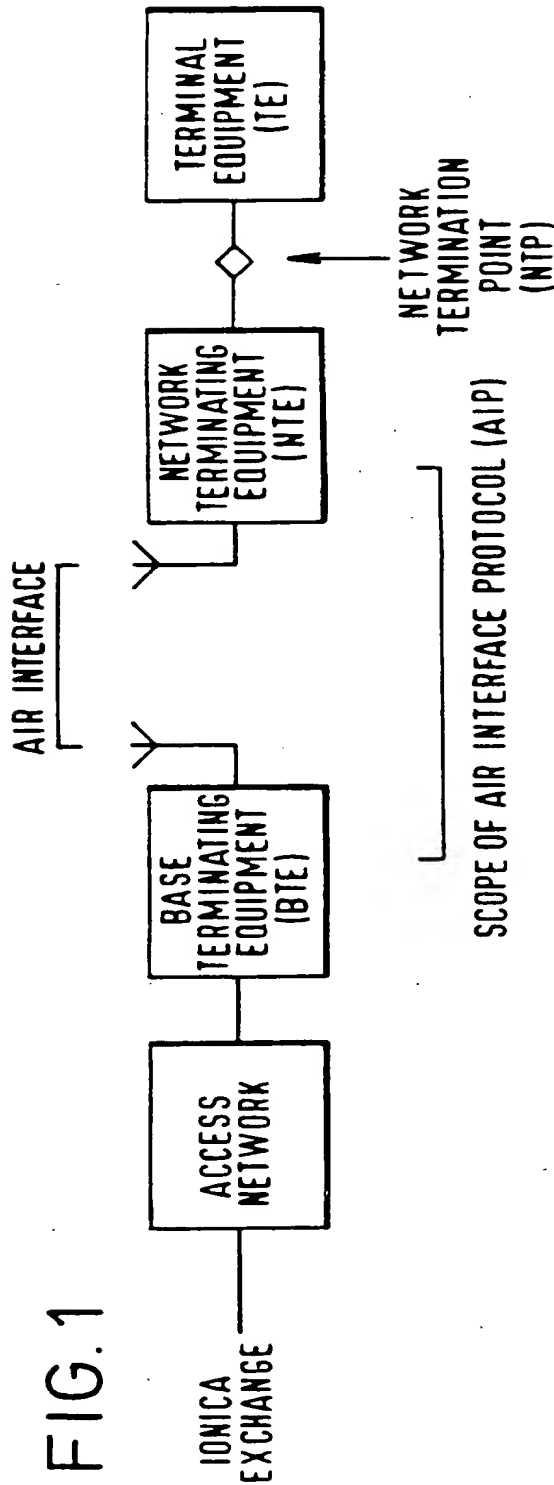 FIG. 1
IONICA
EXCHANGE
ACCESS
NETWORK
BASE
TERMINATING
EQUIPMENT
(BTE)
AIR INTERFACE
NETWORK
TERMINATING
EQUIPMENT
(NTE)
TERMINAL
EQUIPMENT
(TE)
NETWORK
TERMINATION
POINT
(NTP)
SCOPE OF AIR INTERFACE PROTOCOL (AIP)